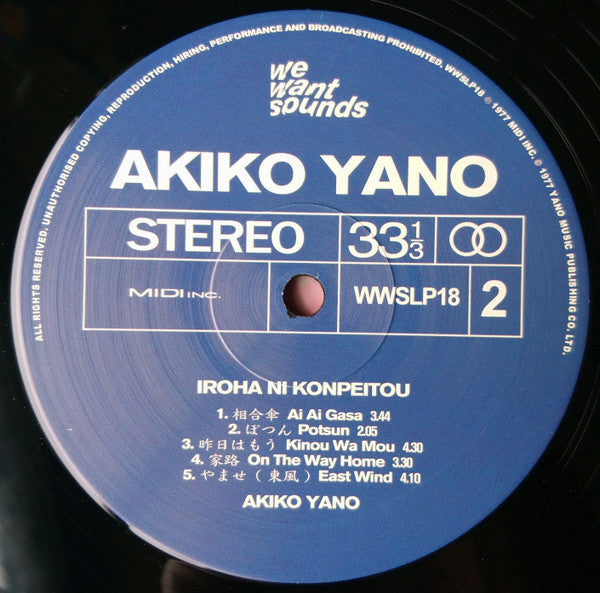 ALL RIGHTS RESERVED. UNAUTHORISED COPYING, REPRODUCTION, HIRING, PERFORMANCE AND BROADCASTING PROHIBITED. WWSLP18 ℗ 1977 MIDI INC. © 1977 YANO MUSIC PUBLISHING CO. LTD.
we
want
sounds
AKIKO YANO
STEREO 33 1/3
MIDI INC. WWSLP18 2
IROHA NI KONPEITOU
1. 相合傘 Ai Ai Gasa 3.44
2. ぽつん Potsun 2.05
3. 昨日はもう Kinou Wa Mou 4.30
4. 家路 On The Way Home 3.30
5. やませ ( 東風 ) East Wind 4.10
AKIKO YANO